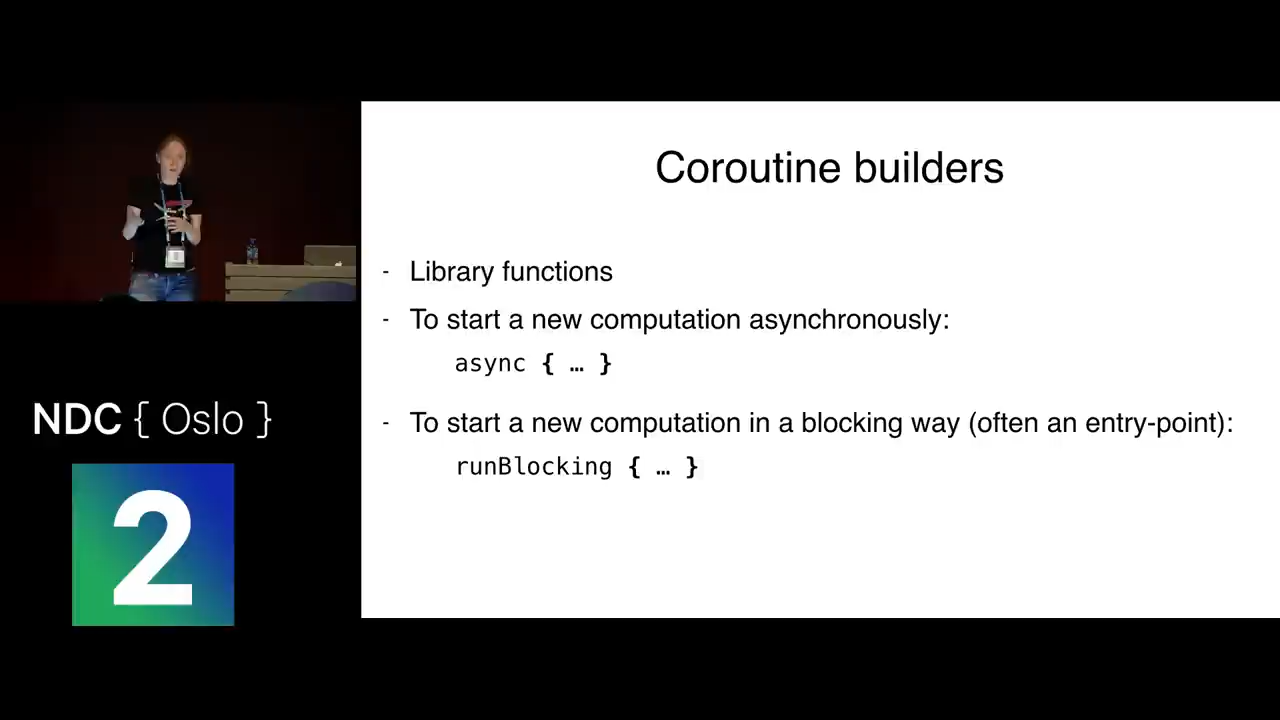 Coroutine builders
- Library functions
- To start a new computation asynchronously:
async { … }
- To start a new computation in a blocking way (often an entry-point):
runBlocking { … }
NDC { Oslo }
2